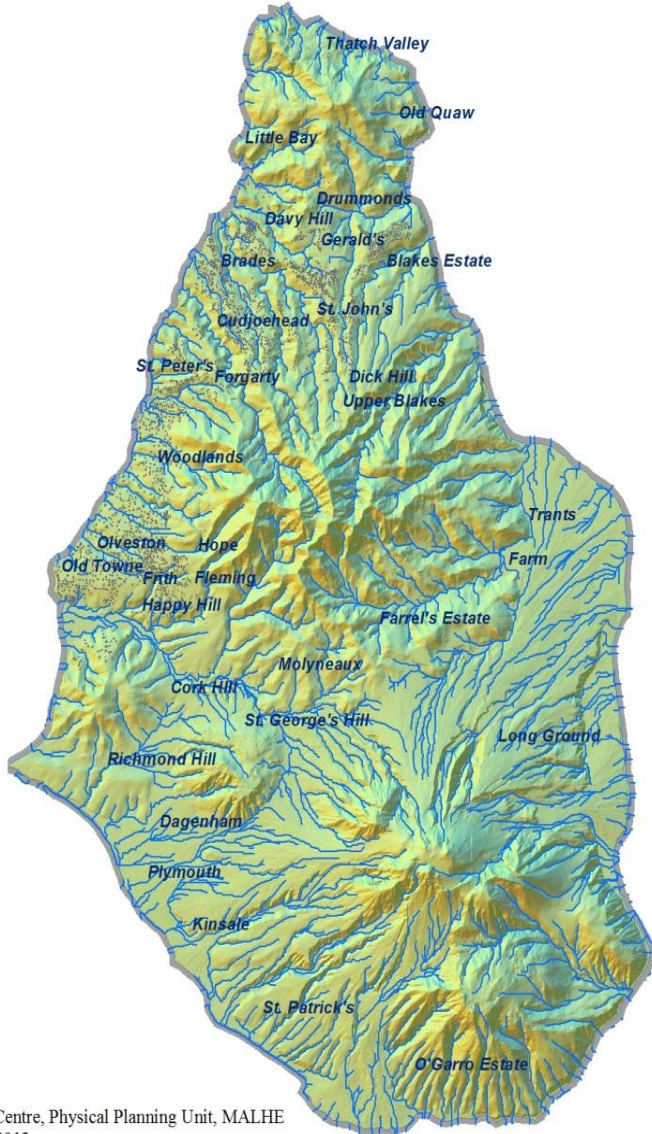 Thatch Valley
Old Quaw
Little Bay
Drummonds
Davy Hill
Gerald's
Brades
Blakes Estate
St. John's
Cudjoehead
St. Peter's
Forgarty
Dick Hill
Upper Blakes
Woodlands
Trants
Olveston
Hope
Farm
Old Towne
Fnth
Fleming
Happy Hill
Farrel's Estate
Molyneaux
Cork Hill
St. George's Hill
Long Ground
Richmond Hill
Dagenham
Plymouth
Kinsale
St. Patrick's
O'Garro Estate
Centre, Physical Planning Unit, MALHE